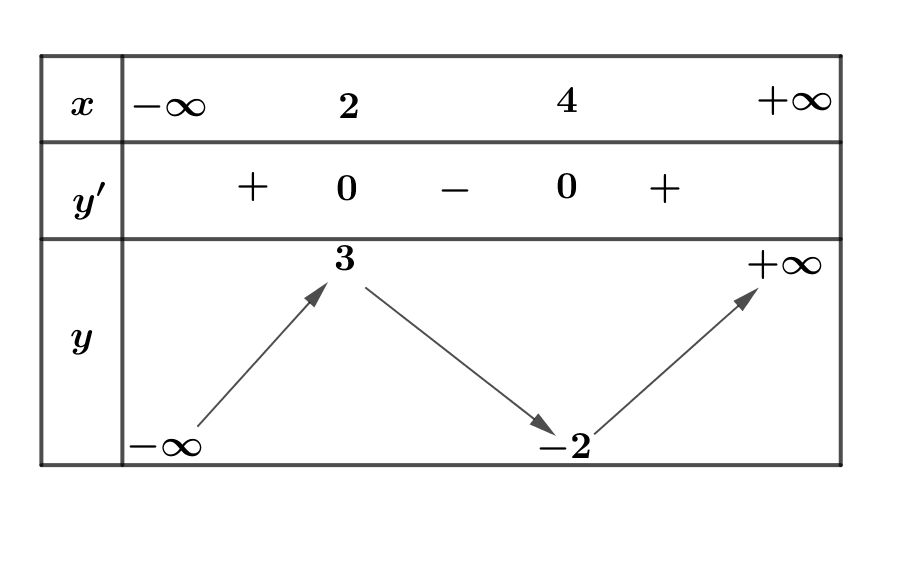 x −∞ 2 4 +∞
y′ + 0 − 0 +
3 +∞
y
−∞ −2